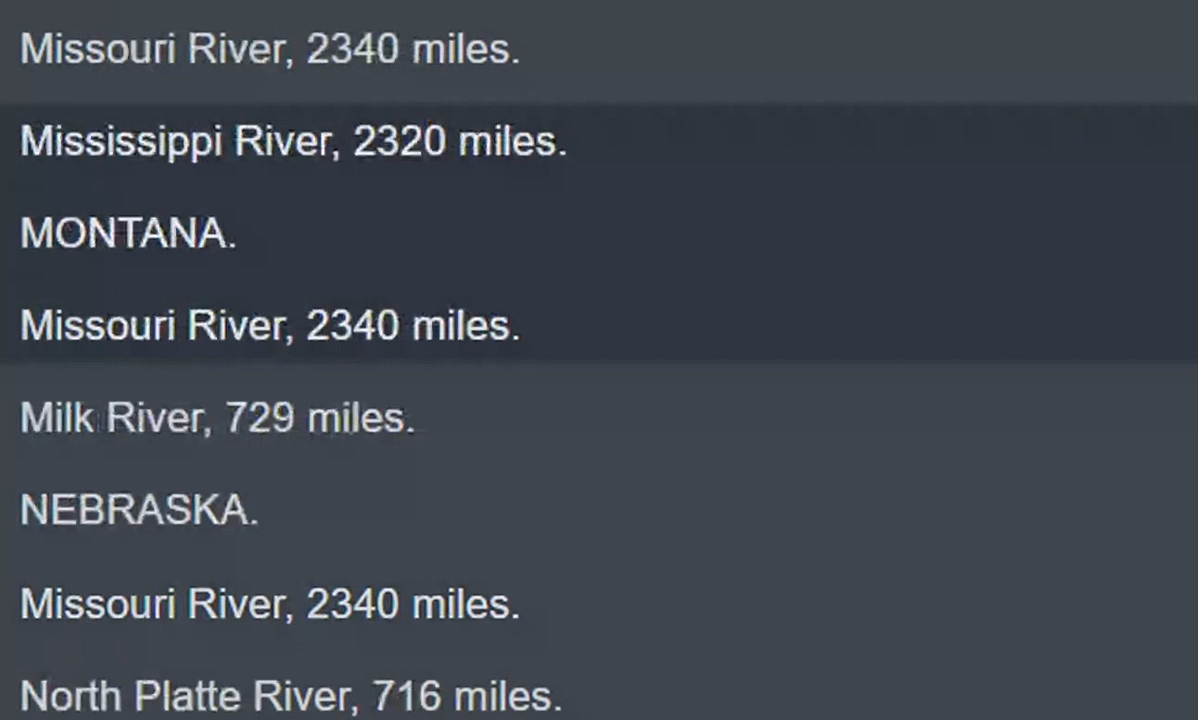 Missouri River, 2340 miles.
Mississippi River, 2320 miles.
MONTANA.
Missouri River, 2340 miles.
Milk River, 729 miles.
NEBRASKA.
Missouri River, 2340 miles.
North Platte River, 716 miles.